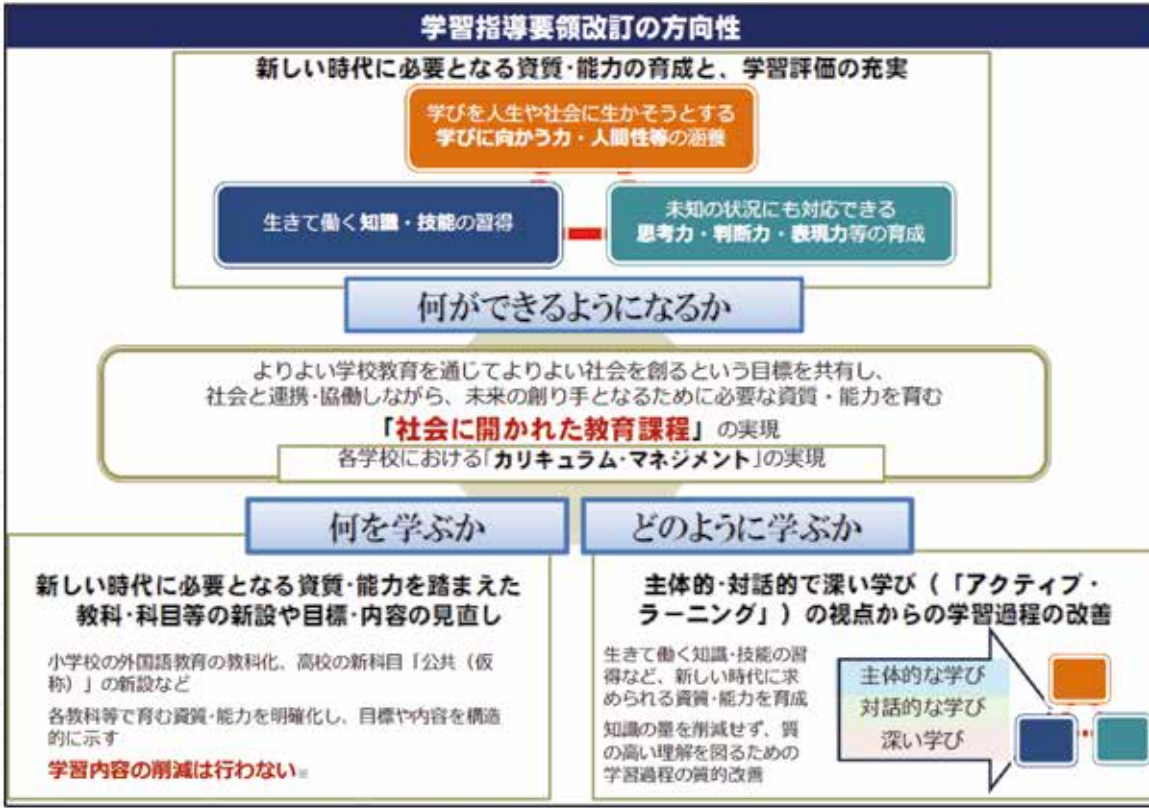 学習指導要領改訂の方向性
新しい時代に必要となる資質･能力の育成と、学習評価の充実
学びを人生や社会に生かそうとする
学びに向かう力・人間性等の涵養
生きて働く知識・技能の習得
未知の状況にも対応できる
思考力・判断力・表現力等の育成
何ができるようになるか
よりよい学校教育を通じてよりよい社会を創るという目標を共有し、
社会と連携･協働しながら、未来の創り手となるために必要な資質・能力を育む
「社会に開かれた教育課程」の実現
各学校における「カリキュラム･マネジメント」の実現
何を学ぶか
新しい時代に必要となる資質･能力を踏まえた
教科･科目等の新設や目標･内容の見直し
小学校の外国語教育の教科化、高校の新科目「公共（仮
称）」の新設など
各教科等で育む資質･能力を明確化し、目標や内容を構造
的に示す
学習内容の削減は行わない※
どのように学ぶか
主体的･対話的で深い学び（「アクティブ・
ラーニング」）の視点からの学習過程の改善
生きて働く知識･技能の習
得など、新しい時代に求
められる資質･能力を育成
知識の量を削減せず、質
の高い理解を図るための
学習過程の質的改善
主体的な学び
対話的な学び
深い学び